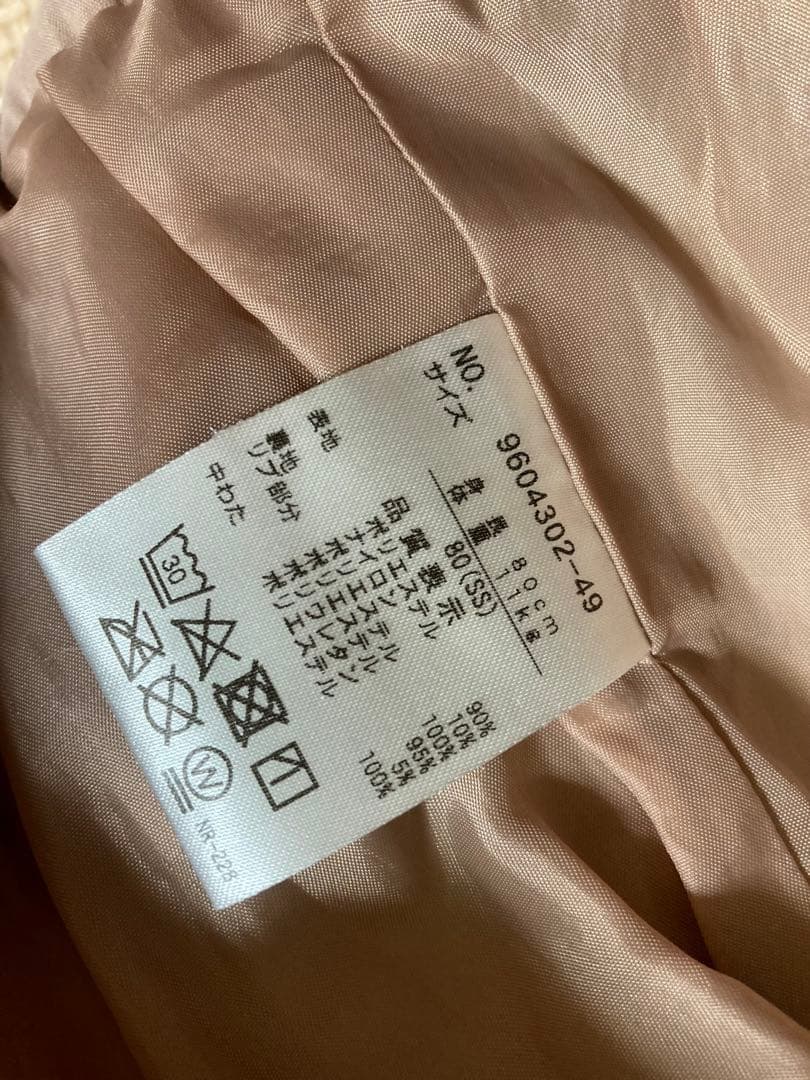 NO. 9604302-49
サイズ 身長 80cm
体重 11kg
80(SS)
品質表示
表地 ポリエステル 90%
ナイロン 10%
裏地 ポリエステル 100%
リブ部分 ポリエステル 95%
ポリウレタン 5%
中わた ポリエステル 100%
30
W
NR-228